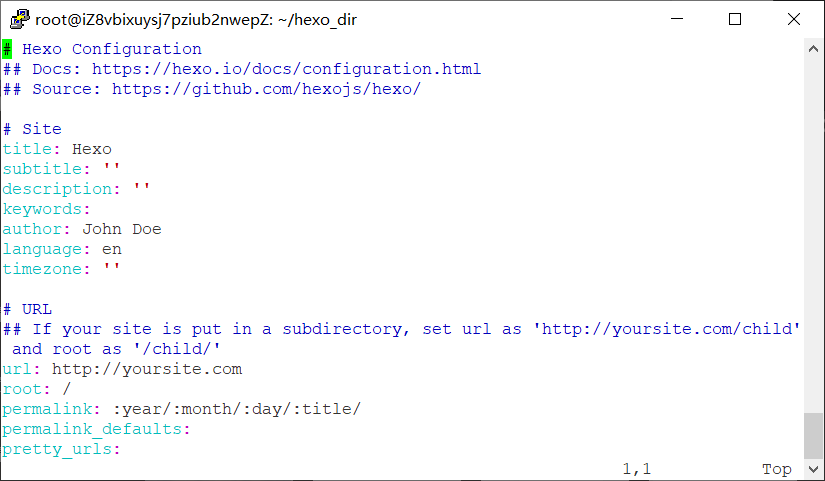 root@iZ8vbixuysj7pziub2nwepZ: ~/hexo_dir
# Hexo Configuration
## Docs: https://hexo.io/docs/configuration.html
## Source: https://github.com/hexojs/hexo/
# Site
title: Hexo
subtitle: ''
description: ''
keywords:
author: John Doe
language: en
timezone: ''
# URL
## If your site is put in a subdirectory, set url as 'http://yoursite.com/child'
and root as '/child/'
url: http://yoursite.com
root: /
permalink: :year/:month/:day/:title/
permalink_defaults:
pretty_urls:
1,1 Top